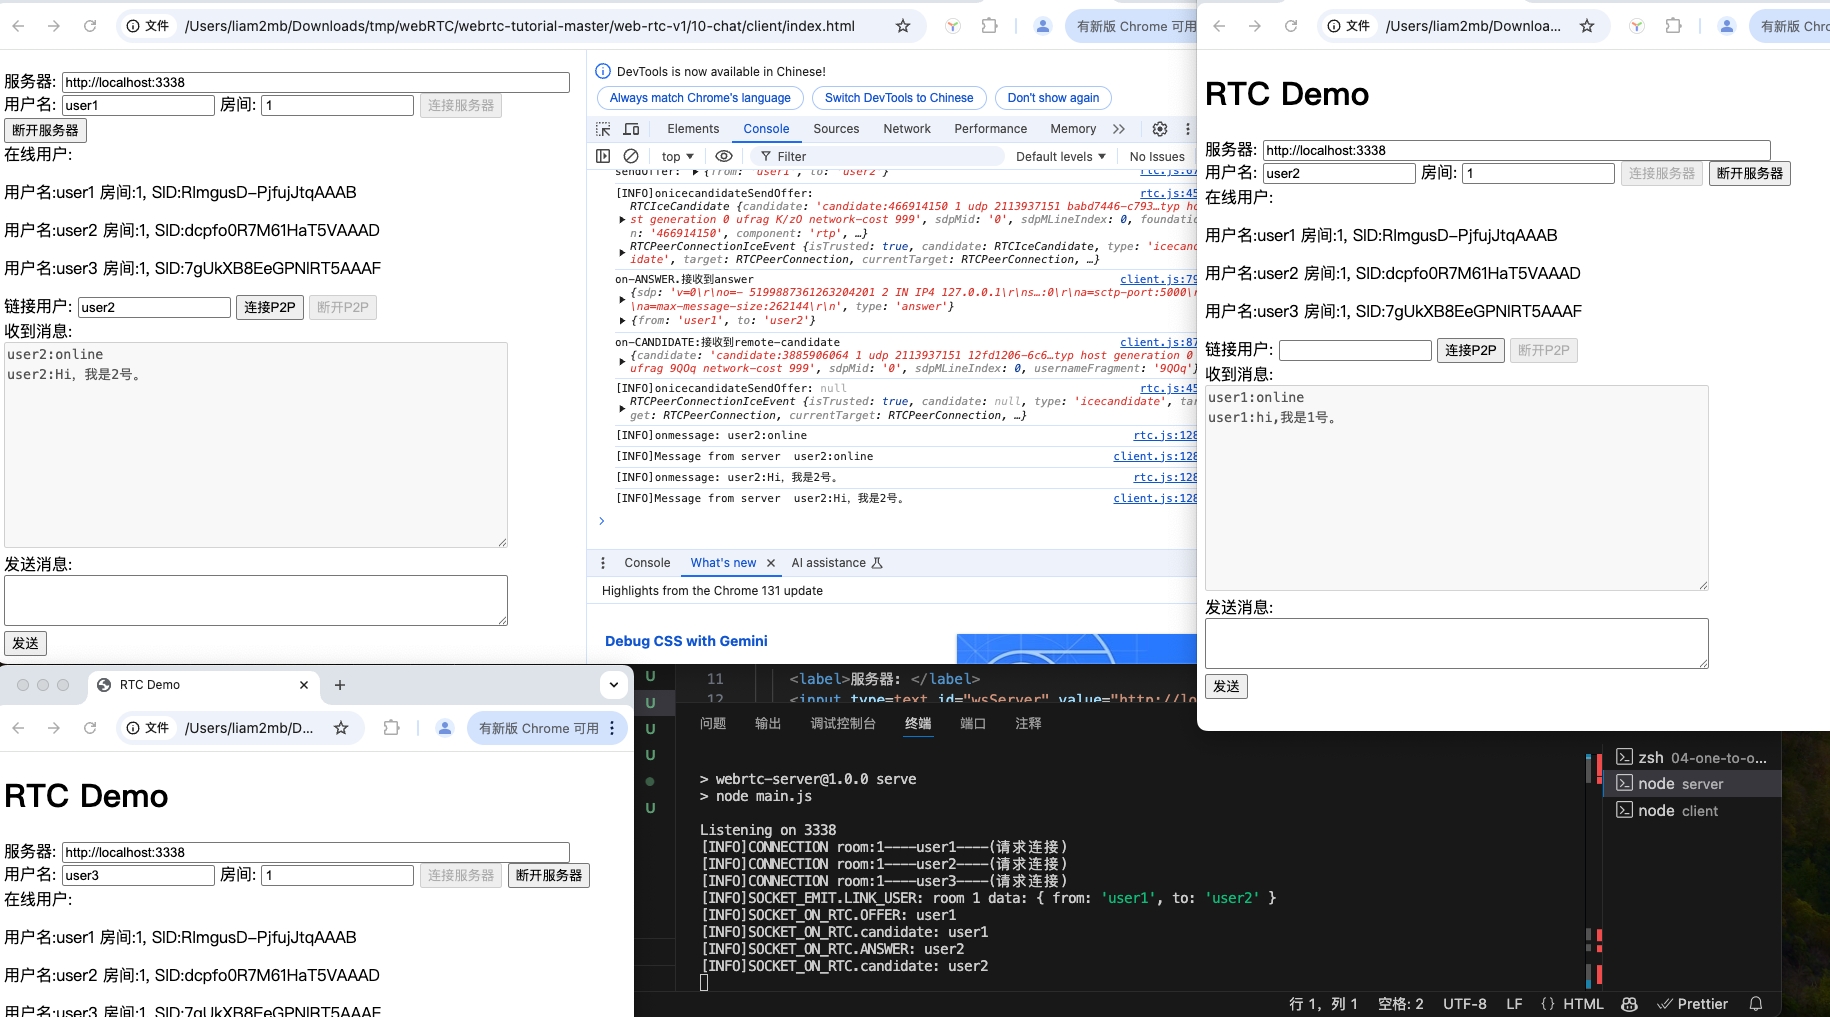 文件 /Users/liam2mb/Downloads/tmp/webRTC/webrtc-tutorial-master/web-rtc-v1/10-chat/client/index.html 有新版 Chrome 可用
服务器: http://localhost:3338
用户名: user1 房间: 1 连接服务器
断开服务器
在线用户:
用户名:user1 房间:1, SID:RlmgusD-PjfujJtqAAAB
用户名:user2 房间:1, SID:dcpfo0R7M61HaT5VAAAD
用户名:user3 房间:1, SID:7gUkXB8EeGPNlRT5AAAF
链接用户: user2 连接P2P 断开P2P
收到消息:
user2:online
user2:Hi, 我是2号。
发送消息:
发送
DevTools is now available in Chinese!
Always match Chrome's language Switch DevTools to Chinese Don't show again
Elements Console Sources Network Performance Memory
top Filter Default levels No Issues
sendOffer: {from: 'user1', to: 'user2'} rtc.js:67
[INFO]onicecandidateSendOffer: rtc.js:45
RTCIceCandidate {candidate: 'candidate:466914150 1 udp 2113937151 babd7446-c793…typ ho
st generation 0 ufrag K/zO network-cost 999', sdpMid: '0', sdpMLineIndex: 0, foundatio
n: '466914150', component: 'rtp', …}
RTCPeerConnectionIceEvent {isTrusted: true, candidate: RTCIceCandidate, type: 'icecand
idate', target: RTCPeerConnection, currentTarget: RTCPeerConnection, …}
on-ANSWER.接收到answer client.js:79
{sdp: 'v=0\r\no=- 5199887361263204201 2 IN IP4 127.0.0.1\r\ns…:0\r\na=sctp-port:5000\r
\na=max-message-size:262144\r\n', type: 'answer'}
{from: 'user1', to: 'user2'}
on-CANDIDATE:接收到remote-candidate client.js:87
{candidate: 'candidate:3885906064 1 udp 2113937151 12fd1206-6c6…typ host generation 0
ufrag 9QOq network-cost 999', sdpMid: '0', sdpMLineIndex: 0, usernameFragment: '9QOq'}
[INFO]onicecandidateSendOffer: null rtc.js:45
RTCPeerConnectionIceEvent {isTrusted: true, candidate: null, type: 'icecandidate', tar
get: RTCPeerConnection, currentTarget: RTCPeerConnection, …}
[INFO]onmessage: user2:online rtc.js:128
[INFO]Message from server user2:online client.js:128
[INFO]onmessage: user2:Hi, 我是2号。 rtc.js:128
[INFO]Message from server user2:Hi, 我是2号。 client.js:128
Console What's new AI assistance
Highlights from the Chrome 131 update
Debug CSS with Gemini
文件 /Users/liam2mb/Downloa... 有新版 Chro
RTC Demo
服务器: http://localhost:3338
用户名: user2 房间: 1 连接服务器 断开服务器
在线用户:
用户名:user1 房间:1, SID:RlmgusD-PjfujJtqAAAB
用户名:user2 房间:1, SID:dcpfo0R7M61HaT5VAAAD
用户名:user3 房间:1, SID:7gUkXB8EeGPNlRT5AAAF
链接用户: 连接P2P 断开P2P
收到消息:
user1:online
user1:hi,我是1号。
发送消息:
发送
RTC Demo
文件 /Users/liam2mb/D... 有新版 Chrome 可用
RTC Demo
服务器: http://localhost:3338
用户名: user3 房间: 1 连接服务器 断开服务器
在线用户:
用户名:user1 房间:1, SID:RlmgusD-PjfujJtqAAAB
用户名:user2 房间:1, SID:dcpfo0R7M61HaT5VAAAD
用户名:user3 房间:1, SID:7gUkXB8EeGPNlRT5AAAF
U
U
U
U
U
11 <label>服务器: </label>
12 <input type=text id="wsServer" value="http://lo
问题 输出 调试控制台 终端 端口 注释
> webrtc-server@1.0.0 serve
> node main.js
Listening on 3338
[INFO]CONNECTION room:1----user1----(请求连接)
[INFO]CONNECTION room:1----user2----(请求连接)
[INFO]CONNECTION room:1----user3----(请求连接)
[INFO]SOCKET_EMIT.LINK_USER: room 1 data: { from: 'user1', to: 'user2' }
[INFO]SOCKET_ON_RTC.OFFER: user1
[INFO]SOCKET_ON_RTC.candidate: user1
[INFO]SOCKET_ON_RTC.ANSWER: user2
[INFO]SOCKET_ON_RTC.candidate: user2
zsh 04-one-to-o...
node server
node client
行 1，列 1 空格: 2 UTF-8 LF {} HTML Prettier